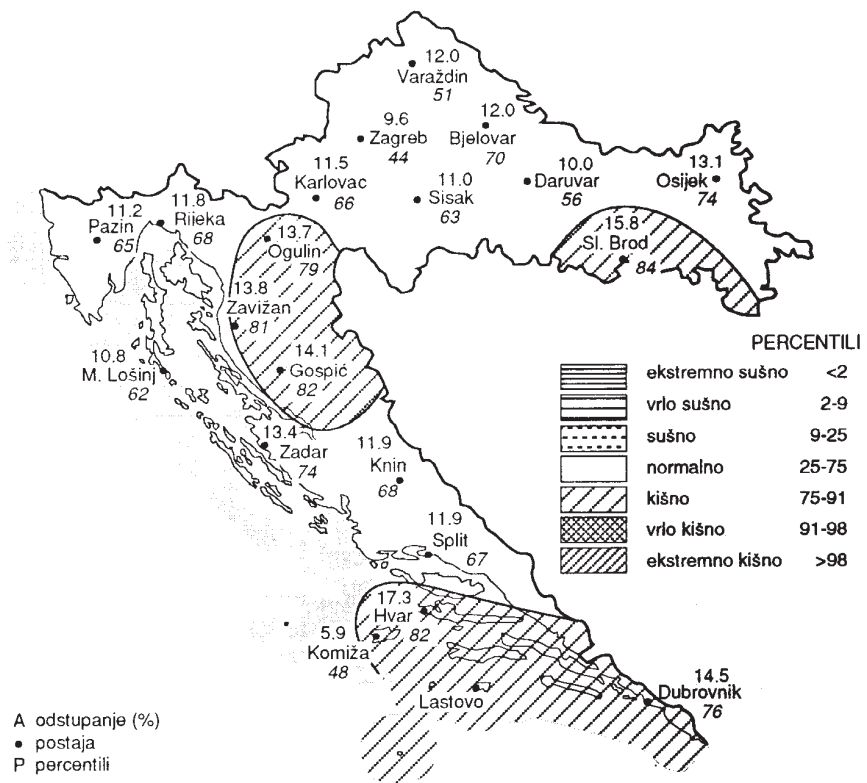 12.0
Varaždin
51
9.6
Zagreb
44
12.0
Bjelovar
70
11.5
Karlovac
66
11.0
Sisak
63
10.0
Daruvar
56
13.1
Osijek
74
11.2
Pazin
65
11.8
Rijeka
68
13.7
Ogulin
79
15.8
Sl. Brod
84
13.8
Zavižan
81
14.1
Gospić
82
10.8
M. Lošinj
62
13.4
Zadar
74
11.9
Knin
68
11.9
Split
67
17.3
Hvar
82
5.9
Komiža
48
Lastovo
14.5
Dubrovnik
76
PERCENTILI
ekstremno sušno <2
vrlo sušno 2-9
sušno 9-25
normalno 25-75
kišno 75-91
vrlo kišno 91-98
ekstremno kišno >98
A odstupanje (%)
• postaja
P percentili